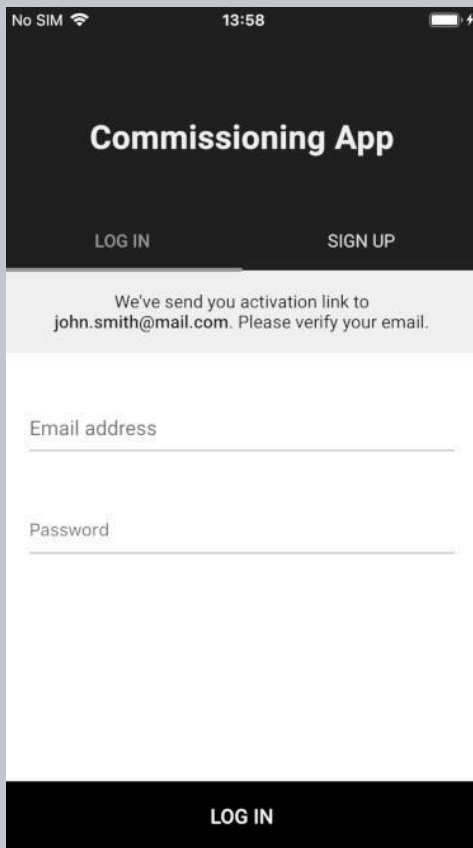 No SIM 13:58
Commissioning App
LOG IN SIGN UP
We've send you activation link to
john.smith@mail.com. Please verify your email.
Email address
Password
LOG IN